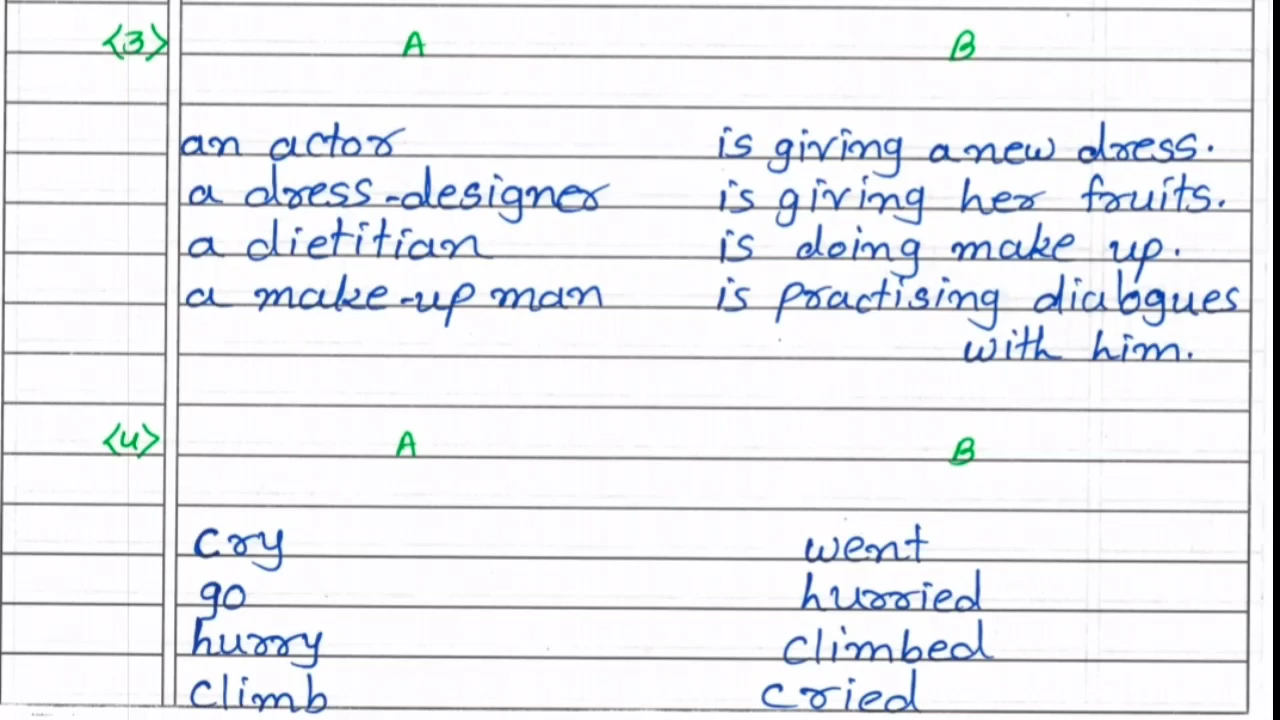 <3> A B
an actor is giving a new dress.
a dress-designer is giving her fruits.
a dietitian is doing make up.
a make-up man is practising dialogues
with him.
<4> A B
cry went
go hurried
hurry climbed
climb cried